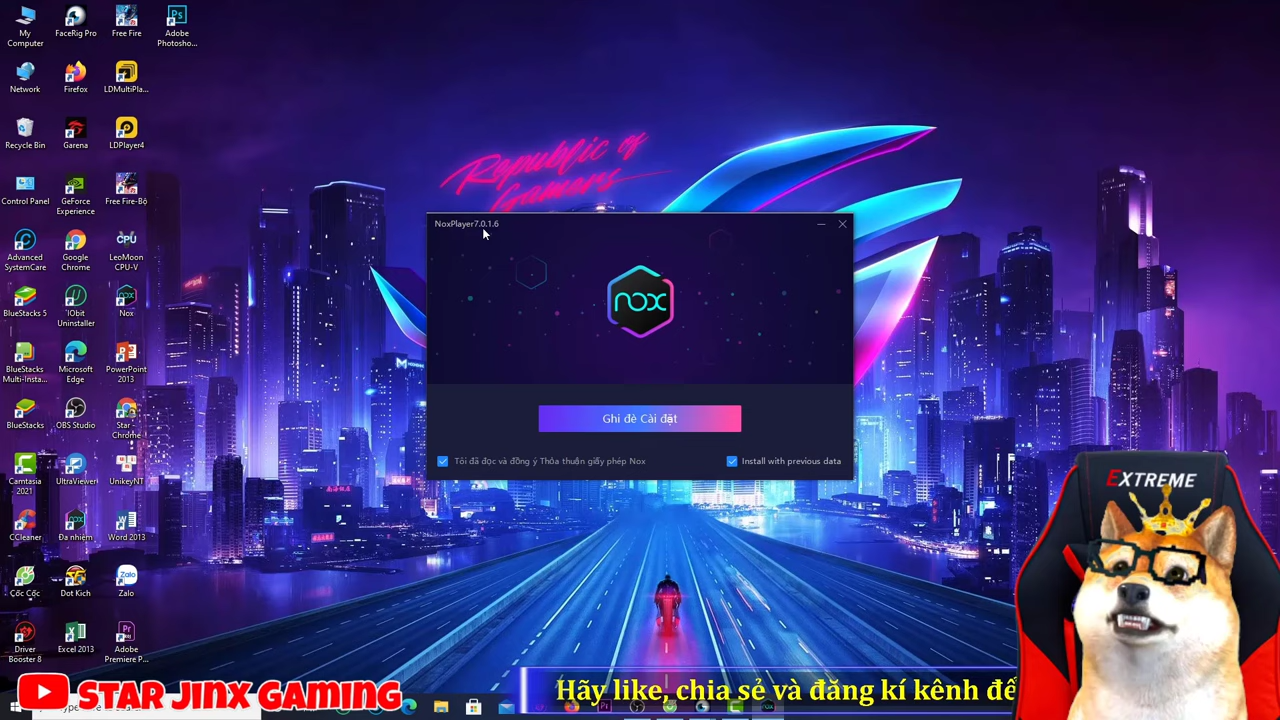 My
Computer
FaceRig Pro
Free Fire
Adobe
Photosho...
Network
Firefox
LDMultiPla...
Recycle Bin
Garena
LDPlayer4
Control Panel
GeForce
Experience
Free Fire-Bó
Advanced
SystemCare
Google
Chrome
CPU
LeoMoon
CPU-V
BlueStacks 5
IObit
Uninstaller
Nox
BlueStacks
Multi-Insta...
Microsoft
Edge
PowerPoint
2013
BlueStacks
OBS Studio
Star -
Chrome
Camtasia
2021
UltraViewer
UnikeyNT
CCleaner
Đa nhiệm
Word 2013
Cốc Cốc
Dot Kich
Zalo
Driver
Booster 8
Excel 2013
Adobe
Premiere P...
Republic of
Gamers
NoxPlayer7.0.1.6
nox
Ghi đè Cài đặt
Tôi đã đọc và đồng ý Thỏa thuận giấy phép Nox
Install with previous data
EXTREME
STAR JINX GAMING
Hãy like, chia sẻ và đăng kí kênh để